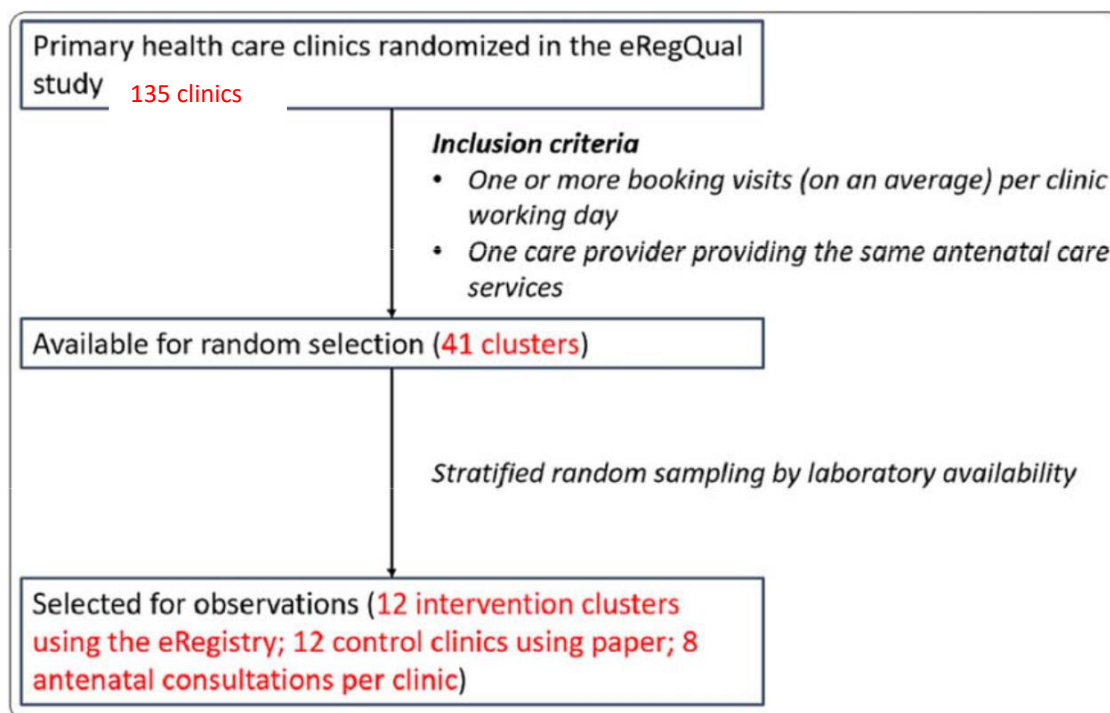 Primary health care clinics randomized in the eRegQual
study 135 clinics
Inclusion criteria
• One or more booking visits (on an average) per clinic
working day
• One care provider providing the same antenatal care
services
Available for random selection (41 clusters)
Stratified random sampling by laboratory availability
Selected for observations (12 intervention clusters
using the eRegistry; 12 control clinics using paper; 8
antenatal consultations per clinic)